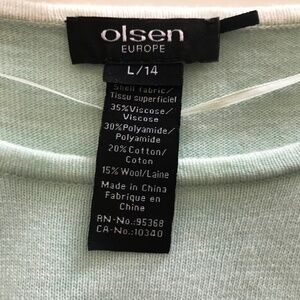 olsen
EUROPE
L/14
Shell fabric/
Tissu superficiel
35%Viscose/
Viscose
30%Polyamide/
Polyamide
20%Cotton/
Coton
15%Wool/Laine
Made in China
Fabrique en
Chine
RN-No.:95368
CA-No.:10340